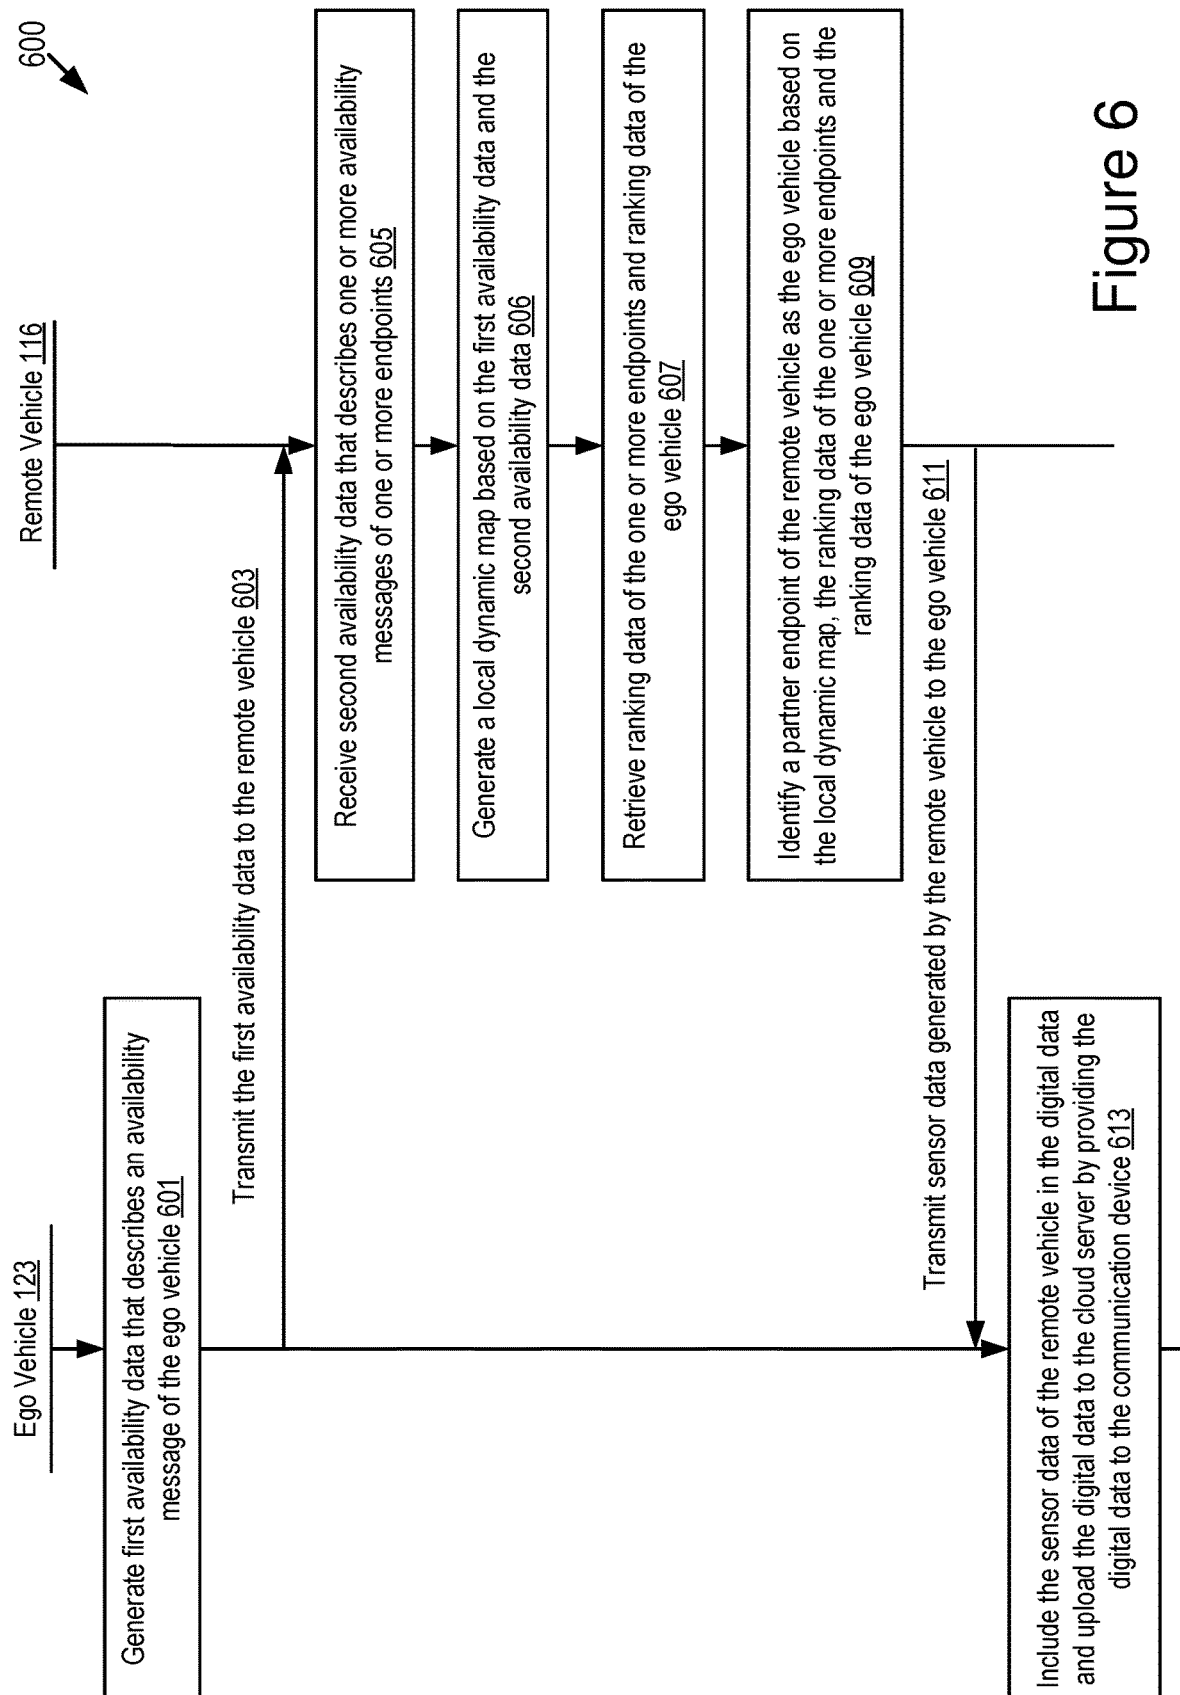 600
Ego Vehicle 123
Remote Vehicle 116
Generate first availability data that describes an availability
message of the ego vehicle 601
Transmit the first availability data to the remote vehicle 603
Receive second availability data that describes one or more availability
messages of one or more endpoints 605
Generate a local dynamic map based on the first availability data and the
second availability data 606
Retrieve ranking data of the one or more endpoints and ranking data of the
ego vehicle 607
Identify a partner endpoint of the remote vehicle as the ego vehicle based on
the local dynamic map, the ranking data of the one or more endpoints and the
ranking data of the ego vehicle 609
Transmit sensor data generated by the remote vehicle to the ego vehicle 611
Include the sensor data of the remote vehicle in the digital data
and upload the digital data to the cloud server by providing the
digital data to the communication device 613
Figure 6